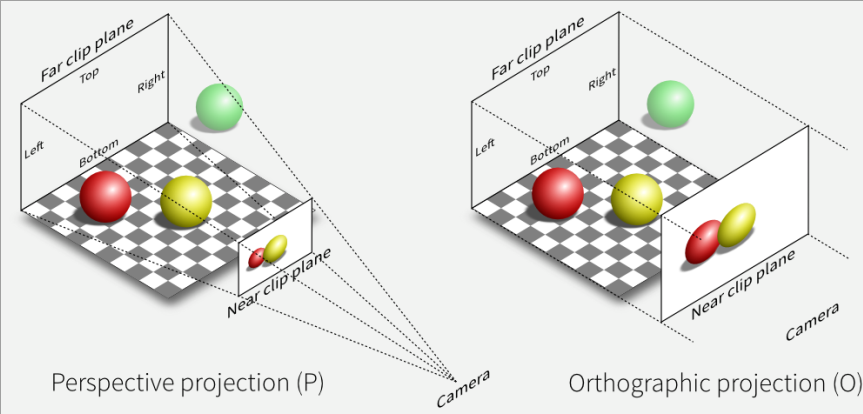 Far clip plane
Top
Right
Left
Bottom
Near clip plane
Camera
Perspective projection (P)
Far clip plane
Top
Right
Left
Bottom
Near clip plane
Camera
Orthographic projection (O)